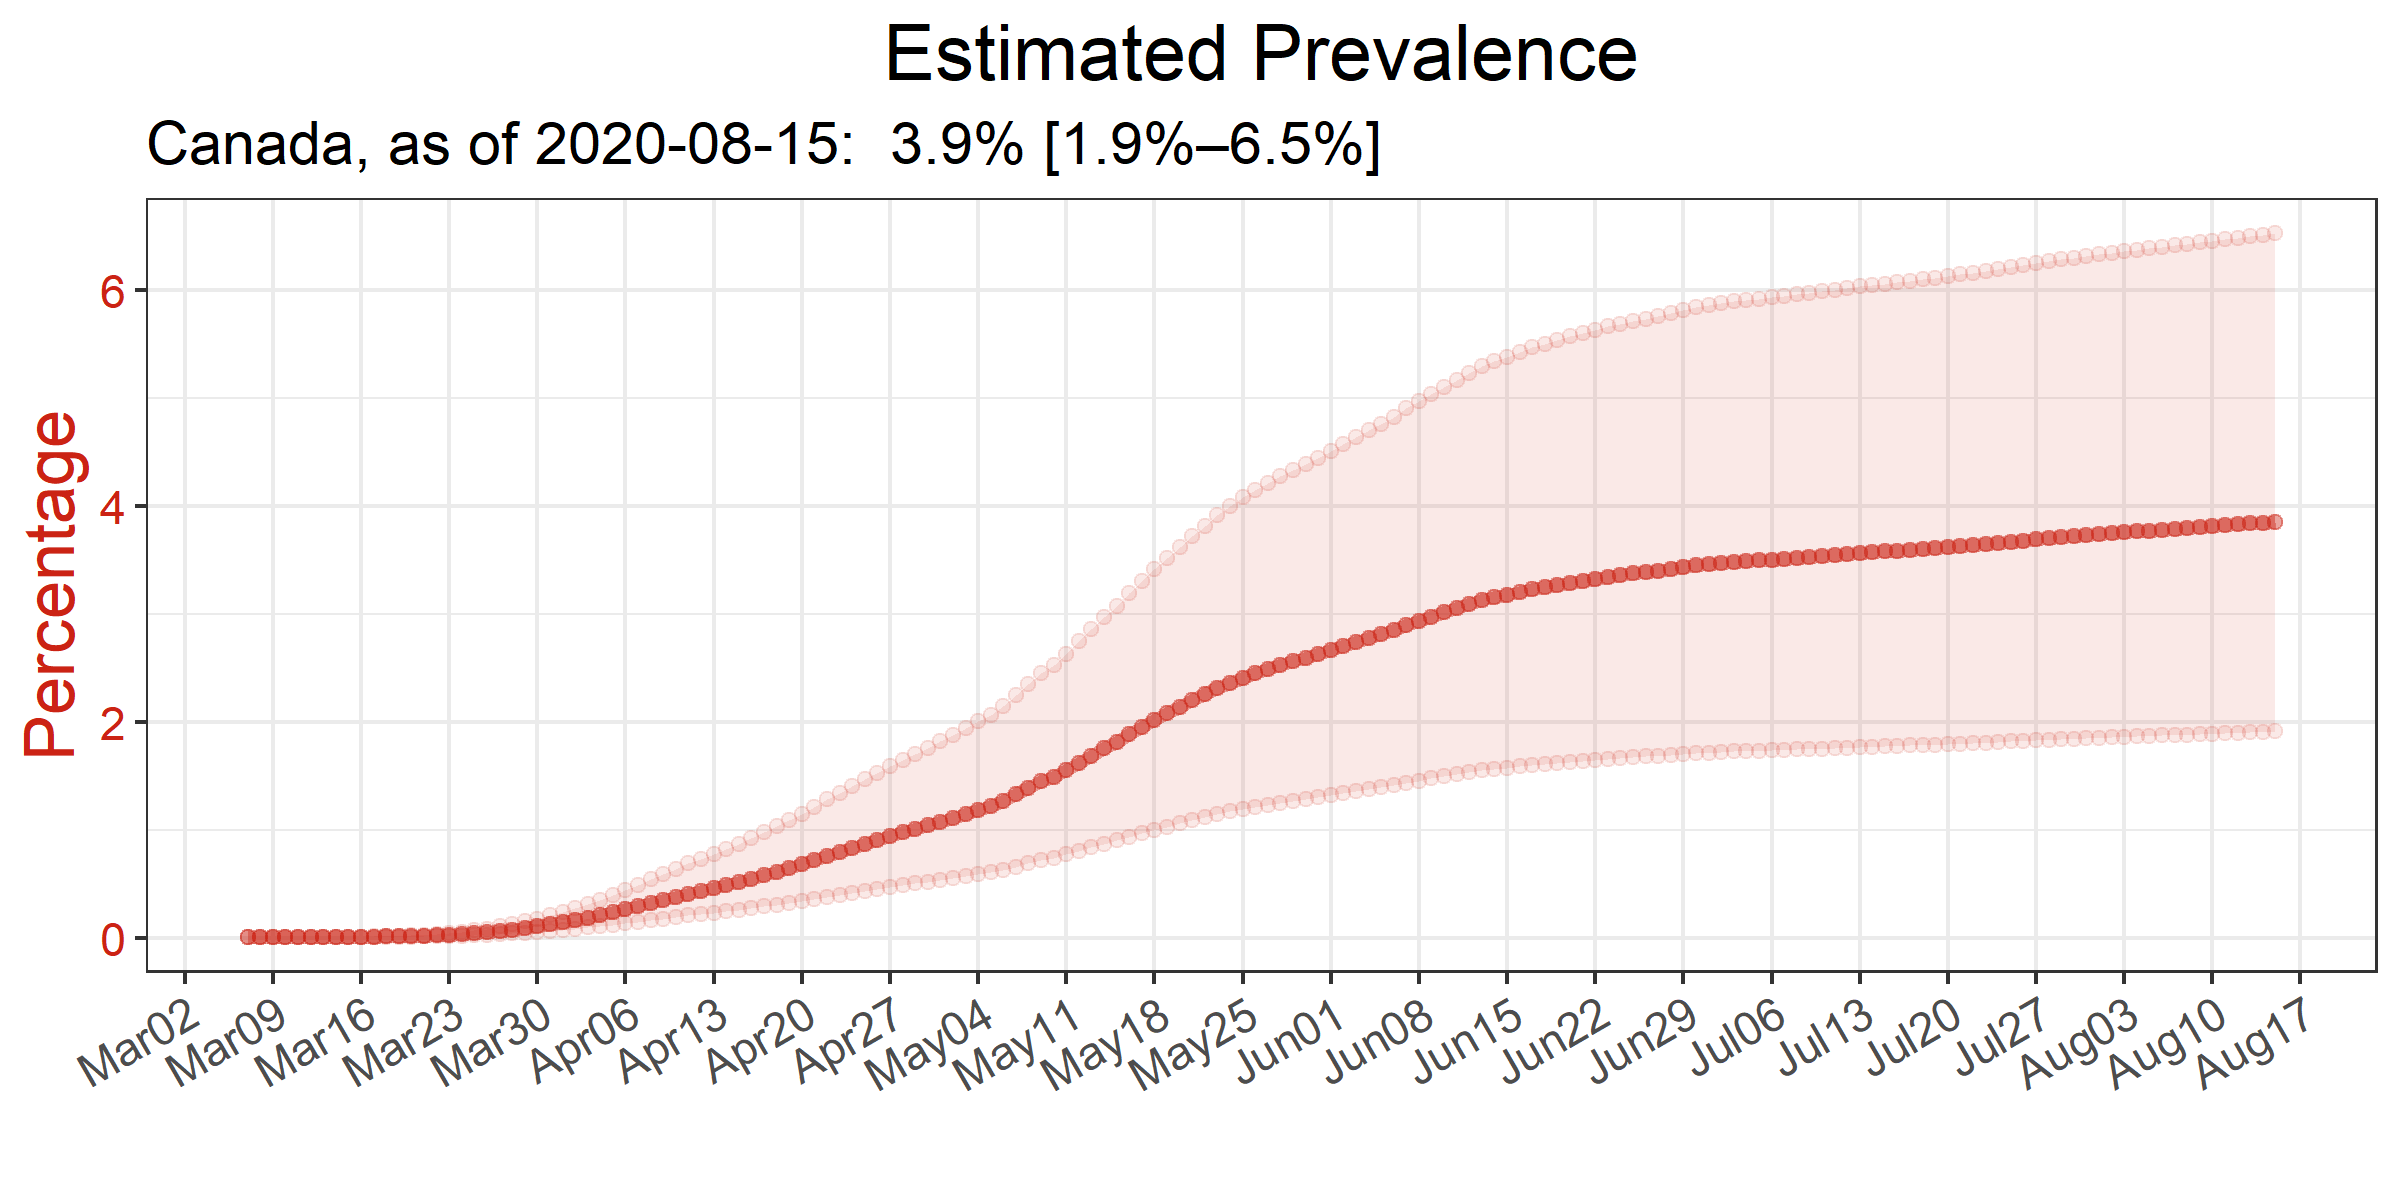 Estimated Prevalence
Canada, as of 2020-08-15:  3.9% [1.9%–6.5%]
Percentage
6
4
2
0
Mar02 Mar09 Mar16 Mar23 Mar30 Apr06 Apr13 Apr20 Apr27 May04 May11 May18 May25 Jun01 Jun08 Jun15 Jun22 Jun29 Jul06 Jul13 Jul20 Jul27 Aug03 Aug10 Aug17